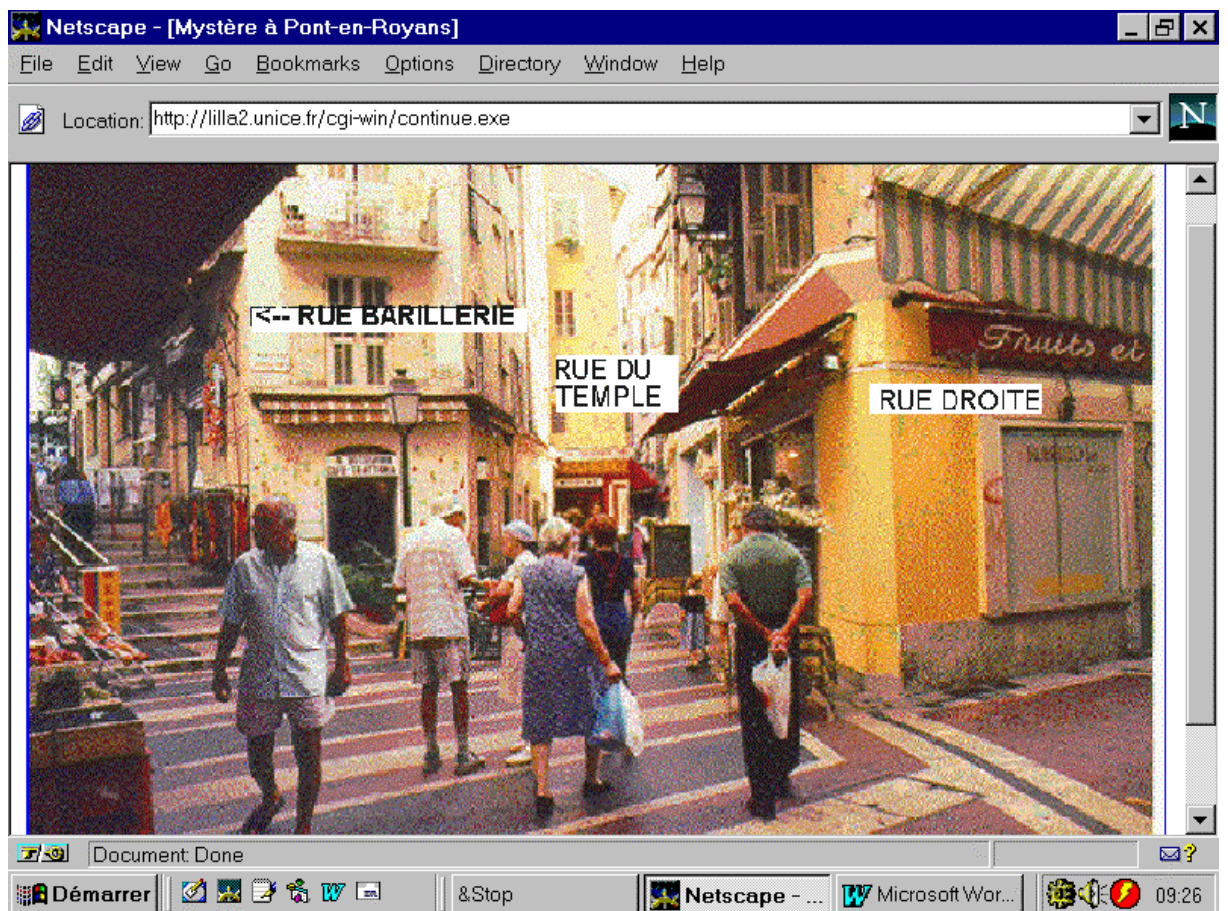 Netscape - [Mystère à Pont-en-Royans]
File Edit View Go Bookmarks Options Directory Window Help
Location: http://lilla2.unice.fr/cgi-win/continue.exe
N
<-- RUE BARILLERIE
RUE DU
TEMPLE
RUE DROITE
Fruits et
Document: Done
Démarrer
&Stop
Netscape - ...
Microsoft Wor...
09:26